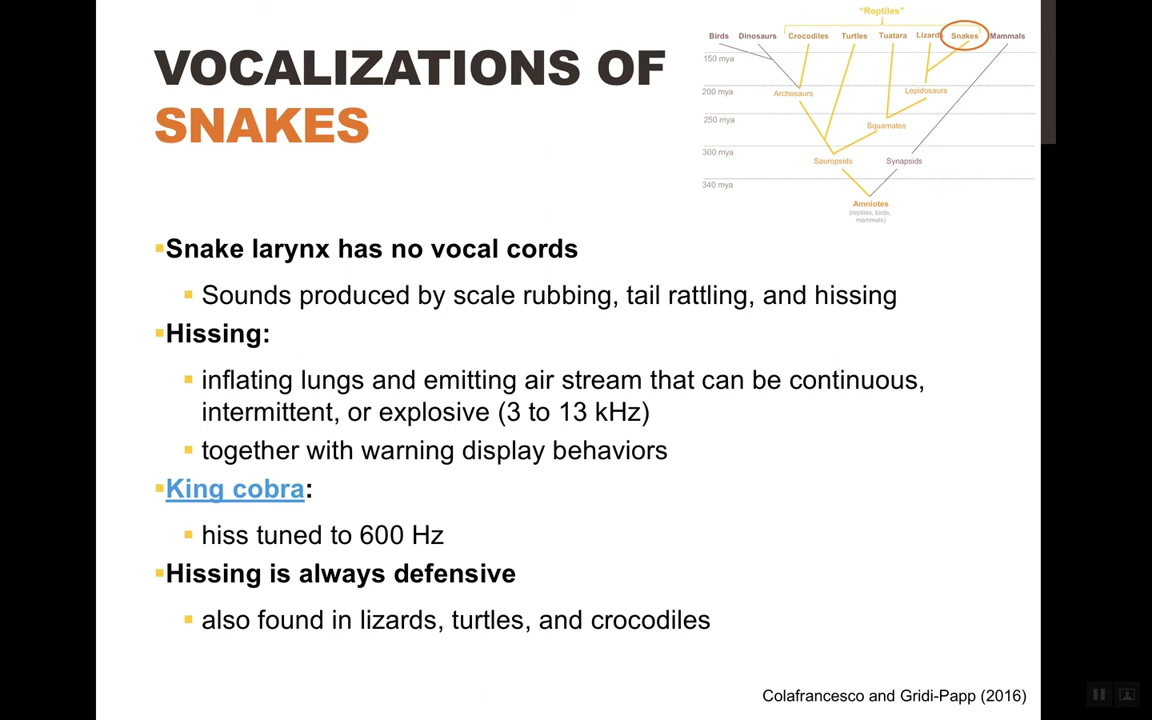 VOCALIZATIONS OF
SNAKES
"Reptiles"
Birds Dinosaurs Crocodiles Turtles Tuatara Lizards Snakes Mammals
150 mya
200 mya
Archosaurs
Lepidosaurs
250 mya
Squamates
300 mya
Sauropsids
Synapsids
340 mya
Amniotes
(reptiles, birds,
mammals)
Snake larynx has no vocal cords
Sounds produced by scale rubbing, tail rattling, and hissing
Hissing:
inflating lungs and emitting air stream that can be continuous,
intermittent, or explosive (3 to 13 kHz)
together with warning display behaviors
King cobra:
hiss tuned to 600 Hz
Hissing is always defensive
also found in lizards, turtles, and crocodiles
Colafrancesco and Gridi-Papp (2016)